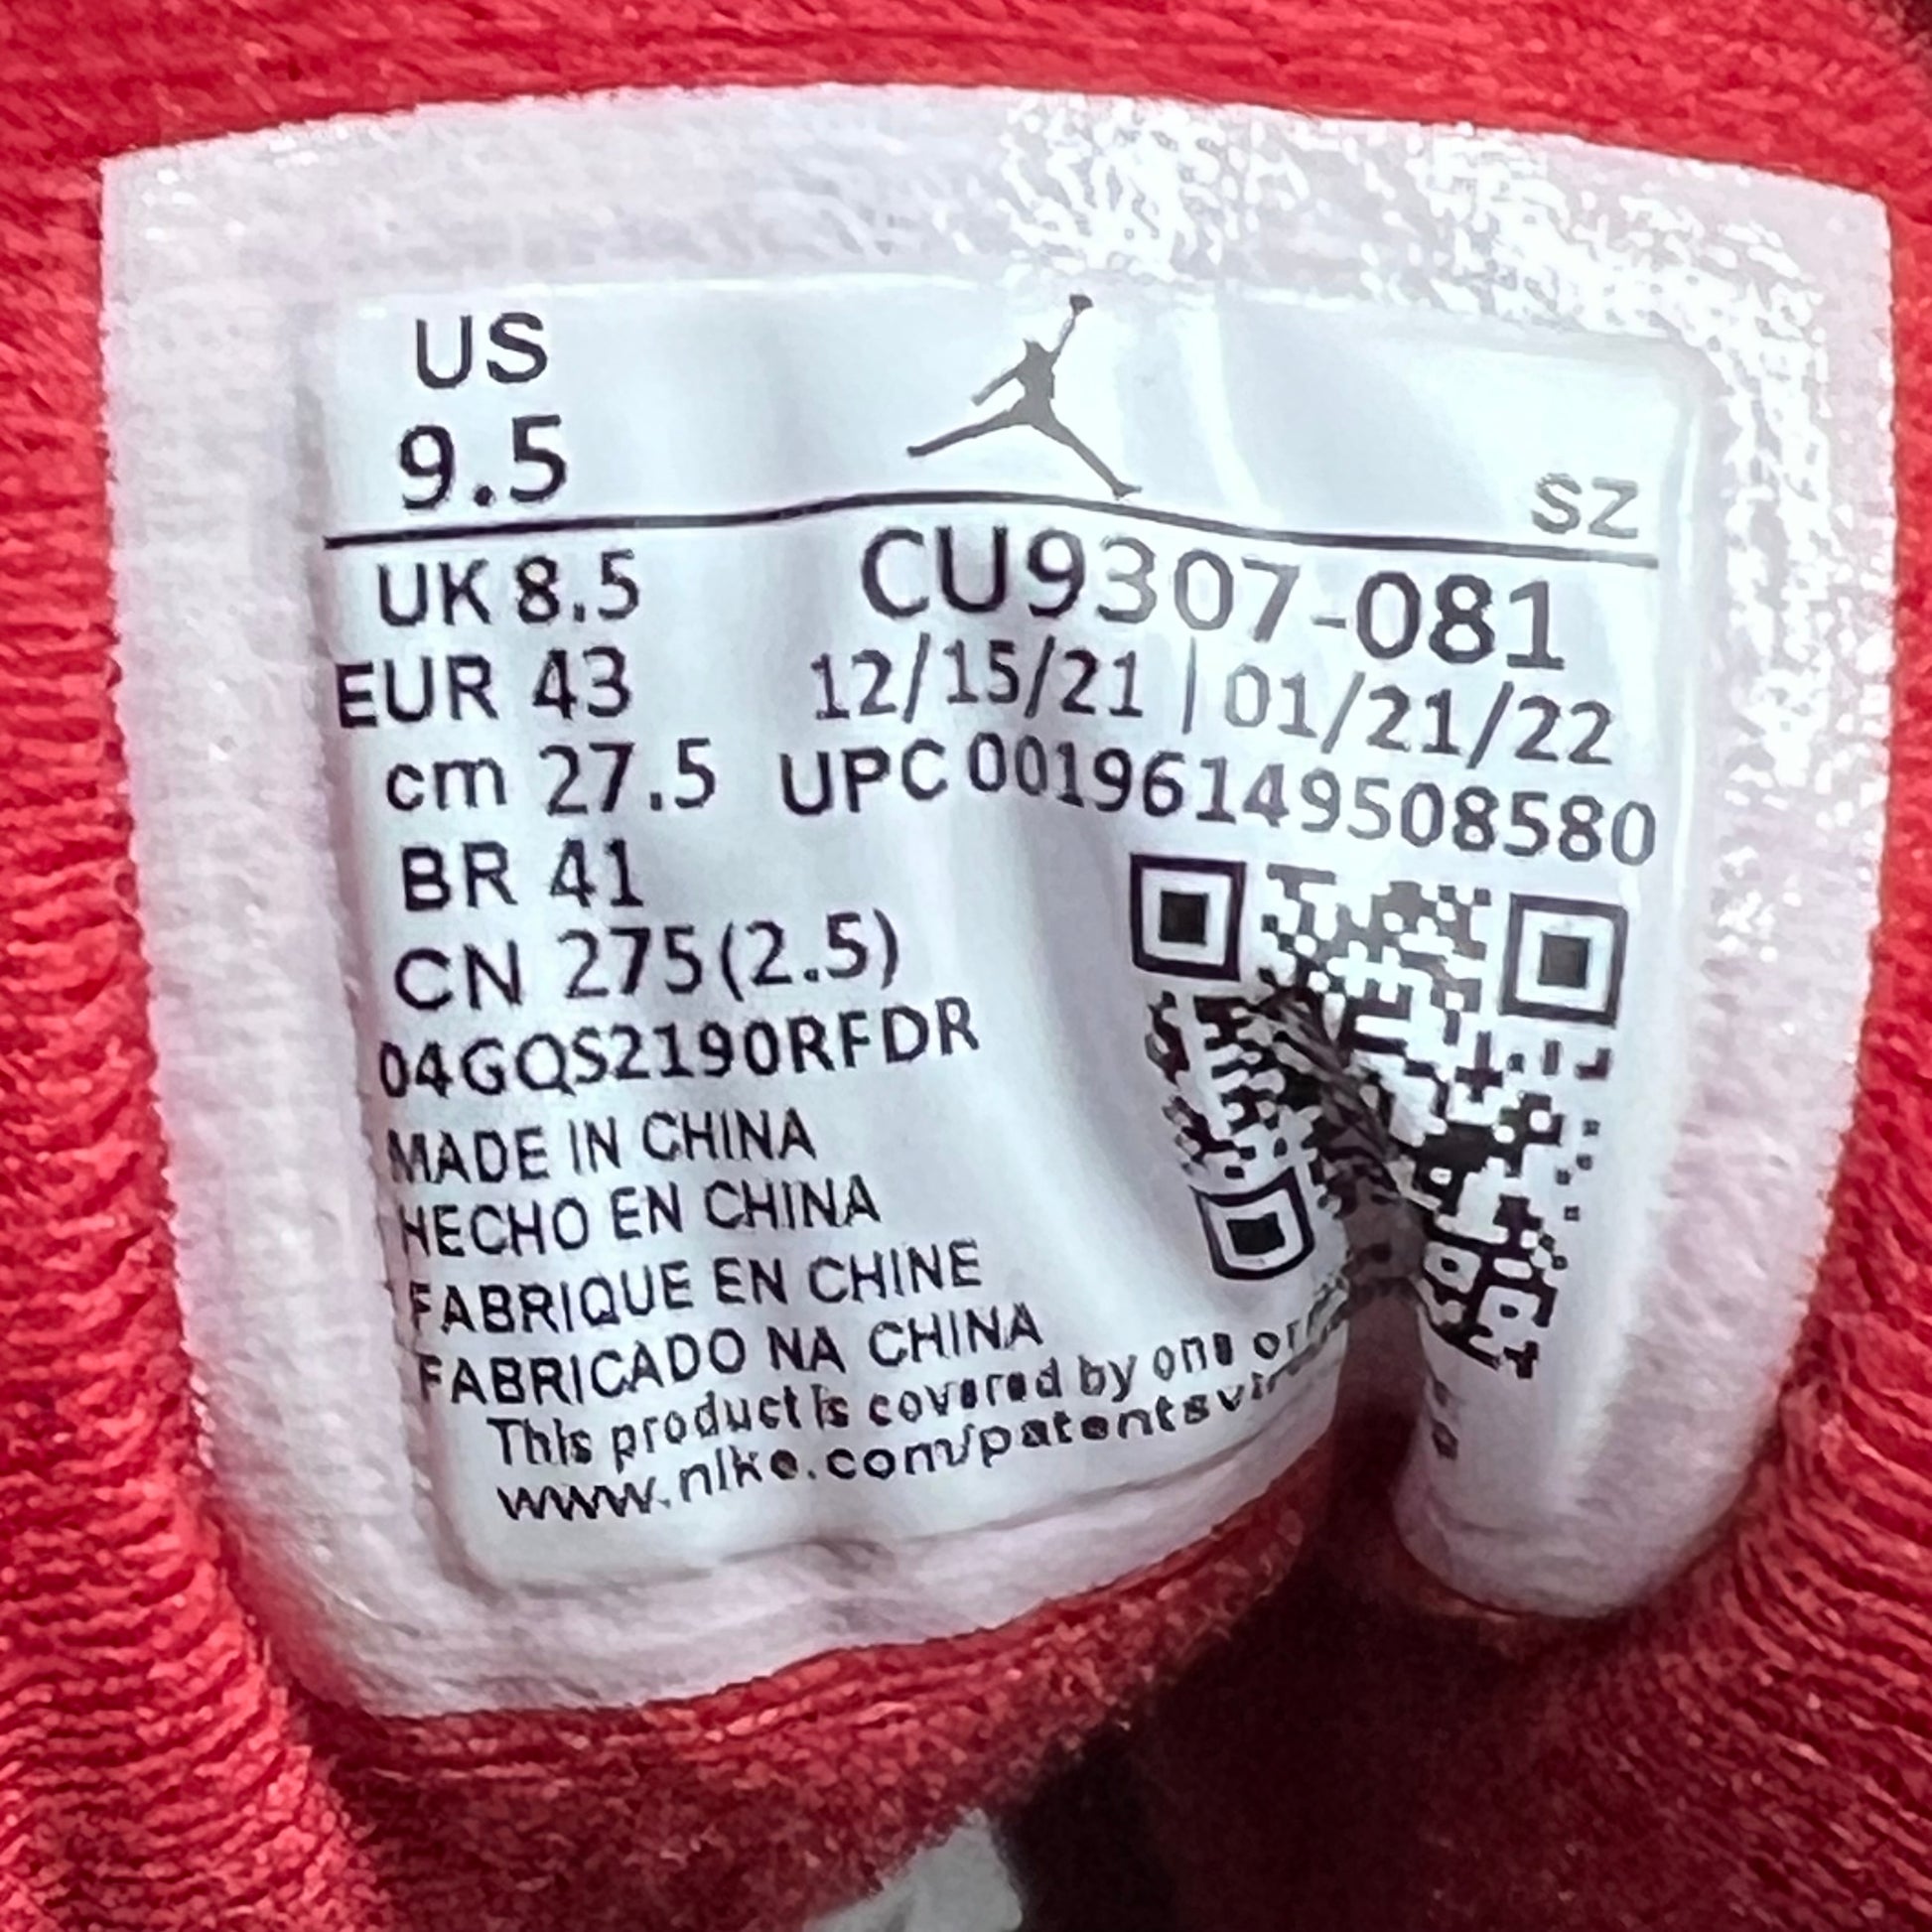 US
9.5
SZ
UK 8.5
CU9307-081
EUR 43
12/15/21 | 01/21/22
cm 27.5
UPC 00196149508580
BR 41
CN 275(2.5)
04GQS2190RFDR
MADE IN CHINA
HECHO EN CHINA
FABRIQUE EN CHINE
FABRICADO NA CHINA
This product is covered by one or
www.nike.com/patents